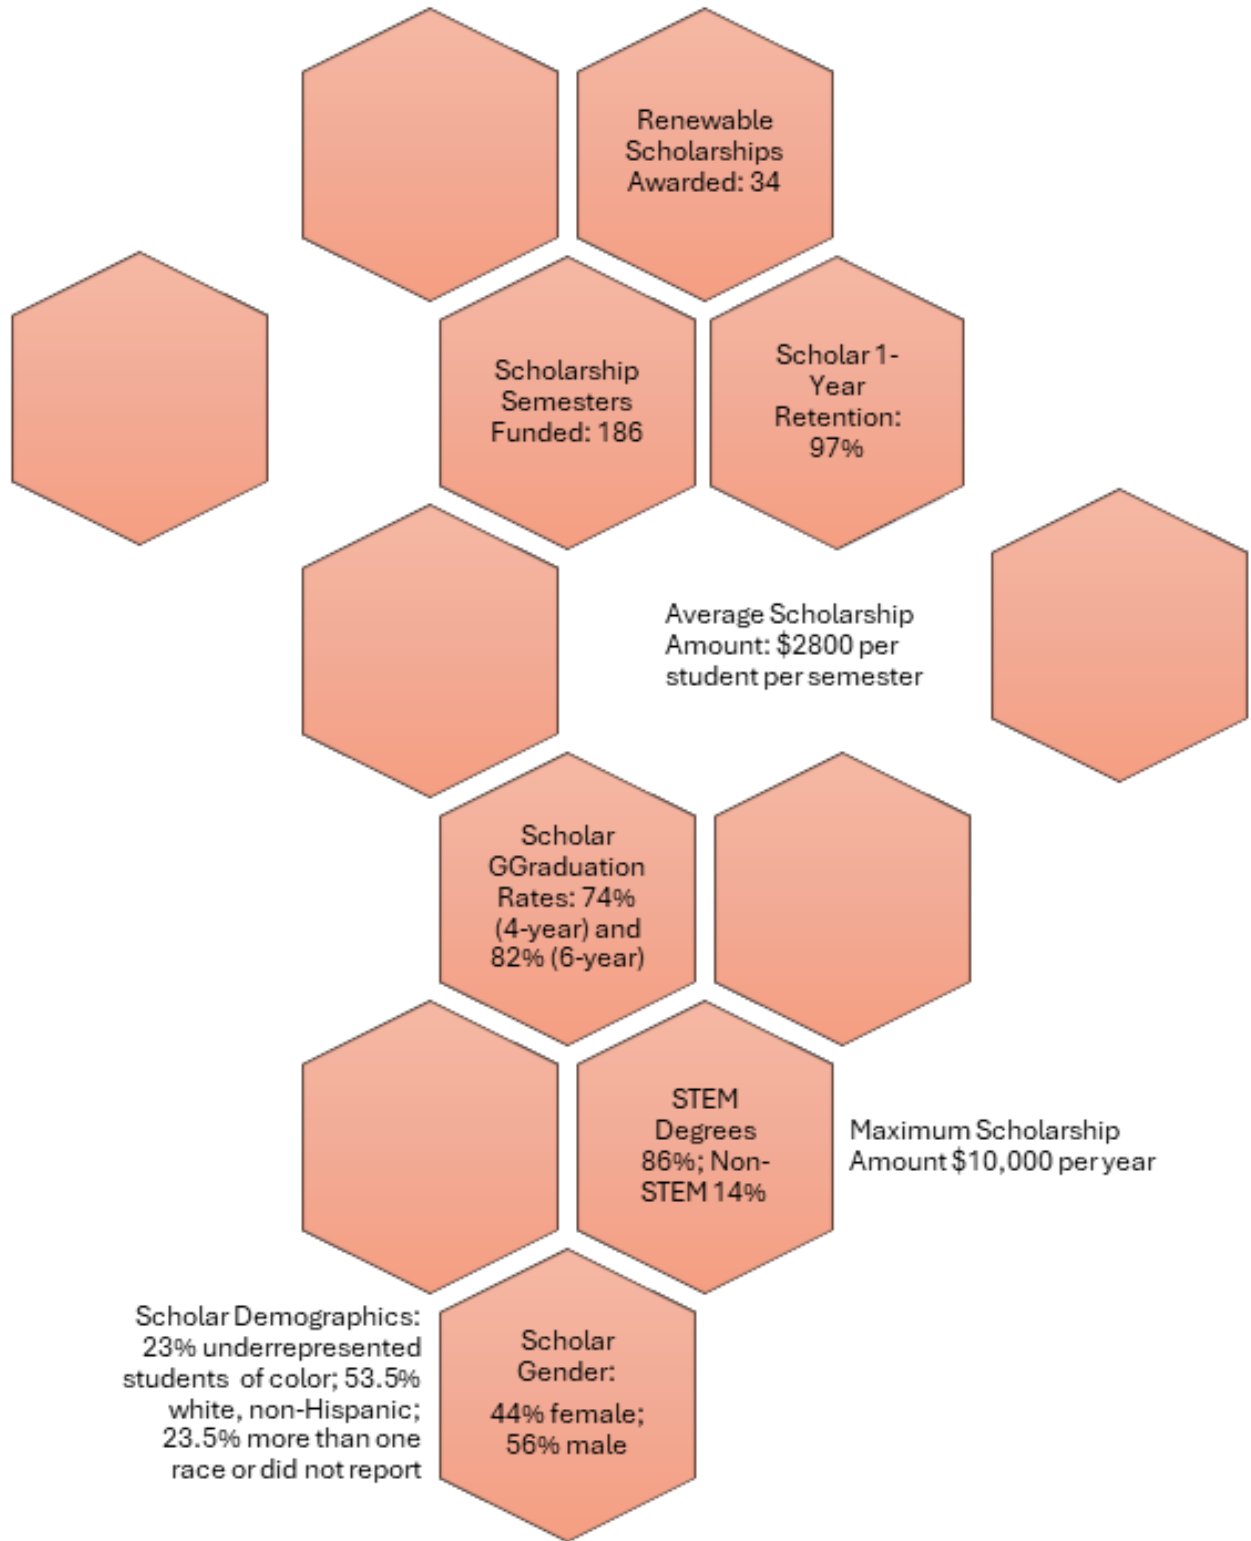 Renewable
Scholarships
Awarded: 34
Scholarship
Semesters
Funded: 186
Scholar 1-
Year
Retention:
97%
Average Scholarship
Amount: $2800 per
student per semester
Scholar
GGraduation
Rates: 74%
(4-year) and
82% (6-year)
STEM
Degrees
86%; Non-
STEM 14%
Maximum Scholarship
Amount $10,000 per year
Scholar Demographics:
23% underrepresented
students of color; 53.5%
white, non-Hispanic;
23.5% more than one
race or did not report
Scholar
Gender:
44% female;
56% male